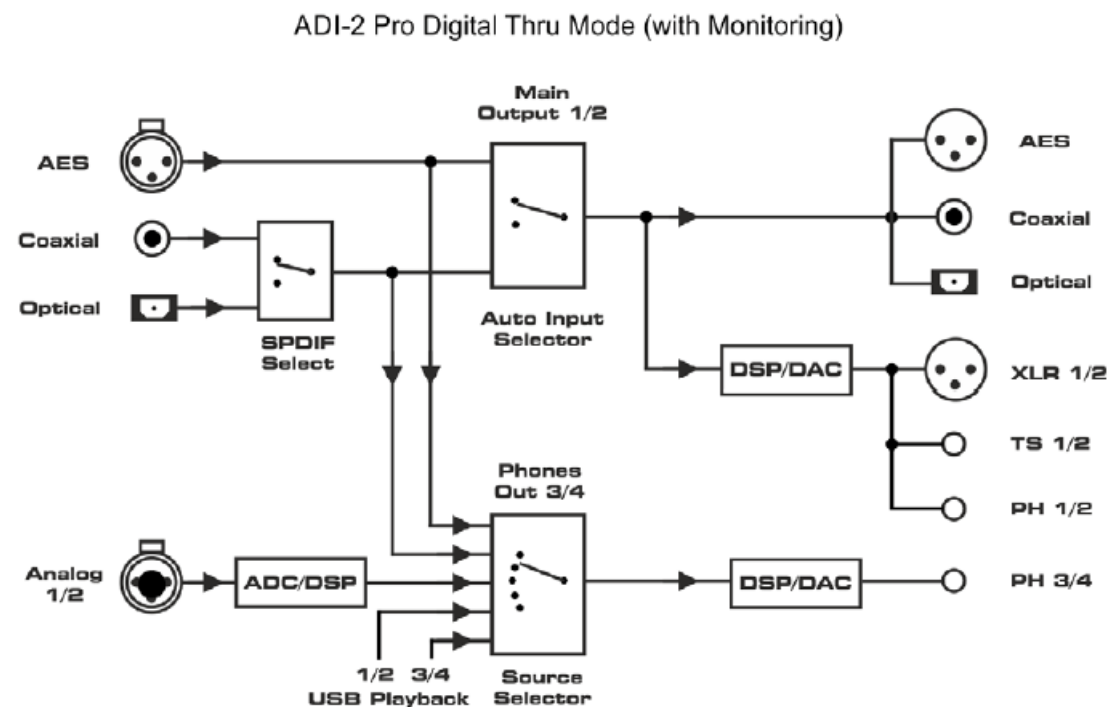 ADI-2 Pro Digital Thru Mode (with Monitoring)
Main
Output 1/2
AES
AES
Coaxial
Coaxial
Optical
Optical
SPDIF
Select
Auto Input
Selector
DSP/DAC
XLR 1/2
TS 1/2
Phones
Out 3/4
PH 1/2
Analog
1/2
ADC/DSP
DSP/DAC
PH 3/4
1/2 3/4
USB Playback
Source
Selector